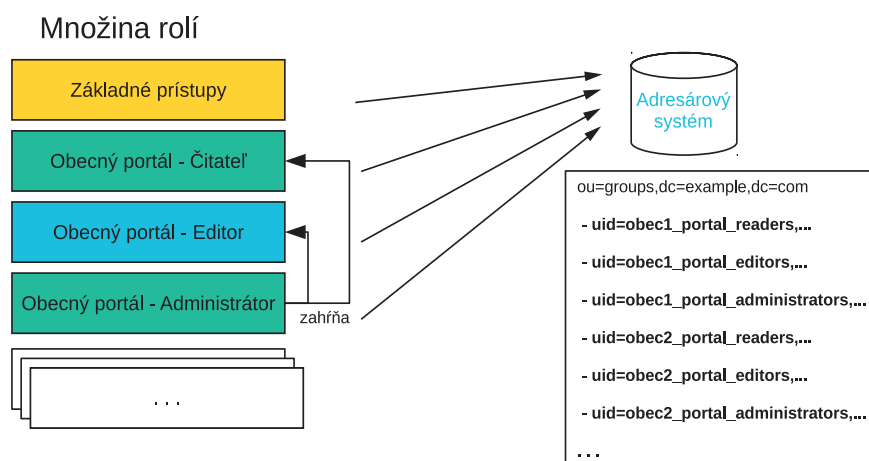 Množina rolí
Základné prístupy
Obecný portál - Čitateľ
Obecný portál - Editor
Obecný portál - Administrátor
zahŕňa
. . .
Adresárový
systém
ou=groups,dc=example,dc=com
- uid=obec1_portal_readers,...
- uid=obec1_portal_editors,...
- uid=obec1_portal_administrators,...
- uid=obec2_portal_readers,...
- uid=obec2_portal_editors,...
- uid=obec2_portal_administrators,...
. . .